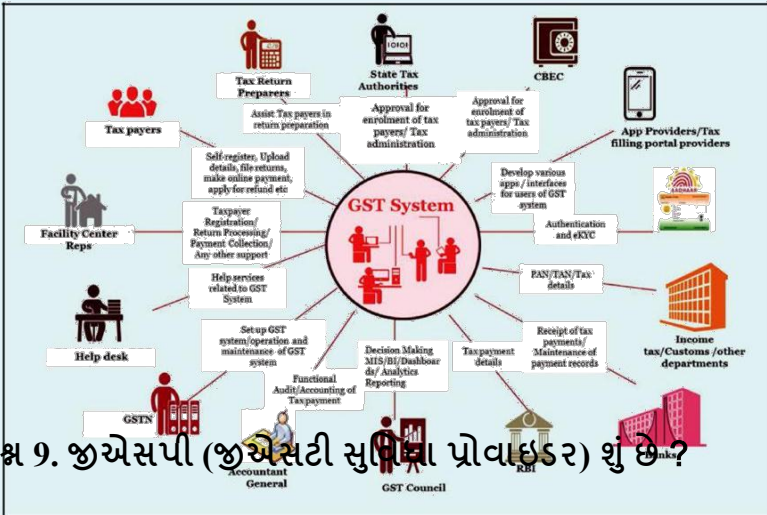 Tax Return
Preparers
State Tax
Authorities
CBEC
Tax payers
Assist Tax payers in
return preparation
Approval for
enrolment of tax
payers/ Tax
administration
Approval for
enrolment of
tax payers/ Tax
administration
App Providers/Tax
filling portal providers
Self-register, Upload
details, file returns,
make online payment,
apply for refund etc
Develop various
apps / interfaces
for users of GST
system
AADHAAR
GST System
Facility Center
Reps
Taxpayer
Registration/
Return Processing/
Payment Collection/
Any other support
Authentication
and eKYC
Help services
related to GST
System
PAN/TAN/Tax
details
Help desk
Income
tax/Customs /other
departments
Set up GST
system/operation and
maintenance of GST
system
Functional
Audit/Accounting of
Tax payment
Decision Making
MIS/BI/Dashboar
ds/ Analytics
Reporting
Tax payment
details
Receipt of tax
payments/
Maintenance of
payment records
GSTN
શ્ન 9. જીએસપી (જીએસટી સુવિધા પ્રોવાઇડર) શું છે ?
Accountant
General
GST Council
RBI
Banks